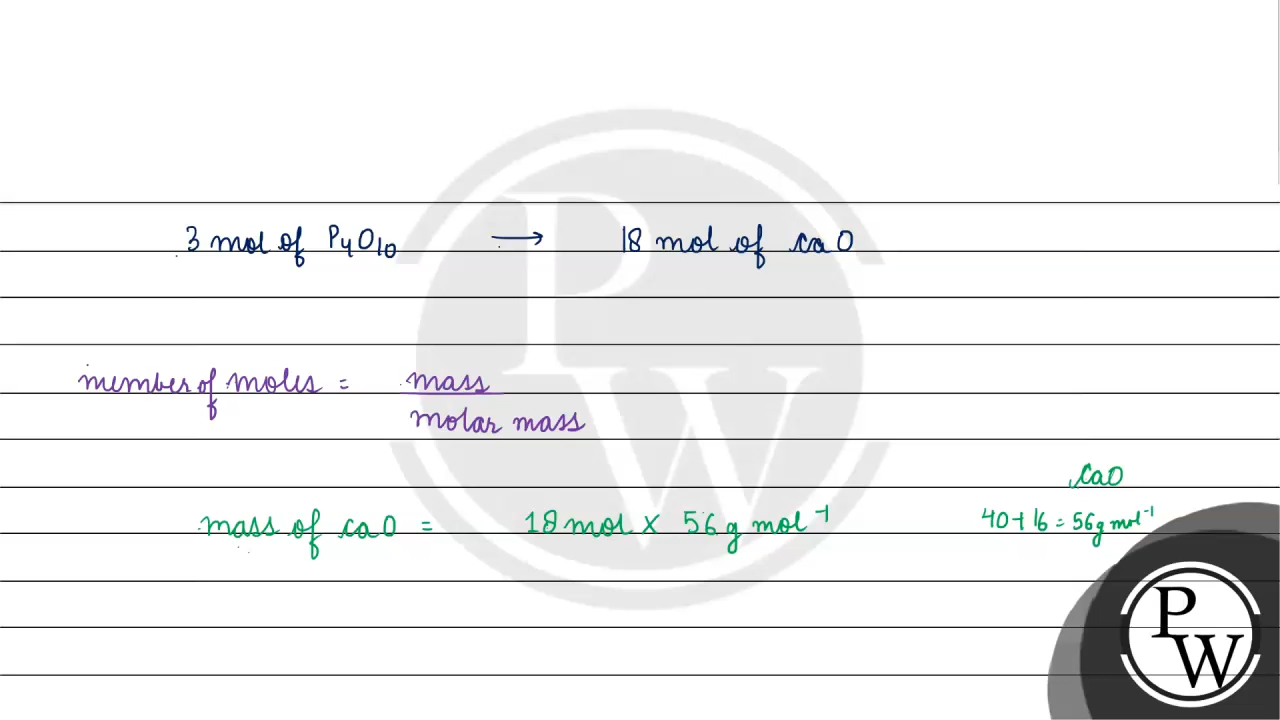 3 mol of P₄O₁₀ → 18 mol of CaO
number of moles = mass
molar mass
CaO
mass of CaO = 18 mol × 56 g mol⁻¹
40+16 = 56 g mol⁻¹
PW
PW